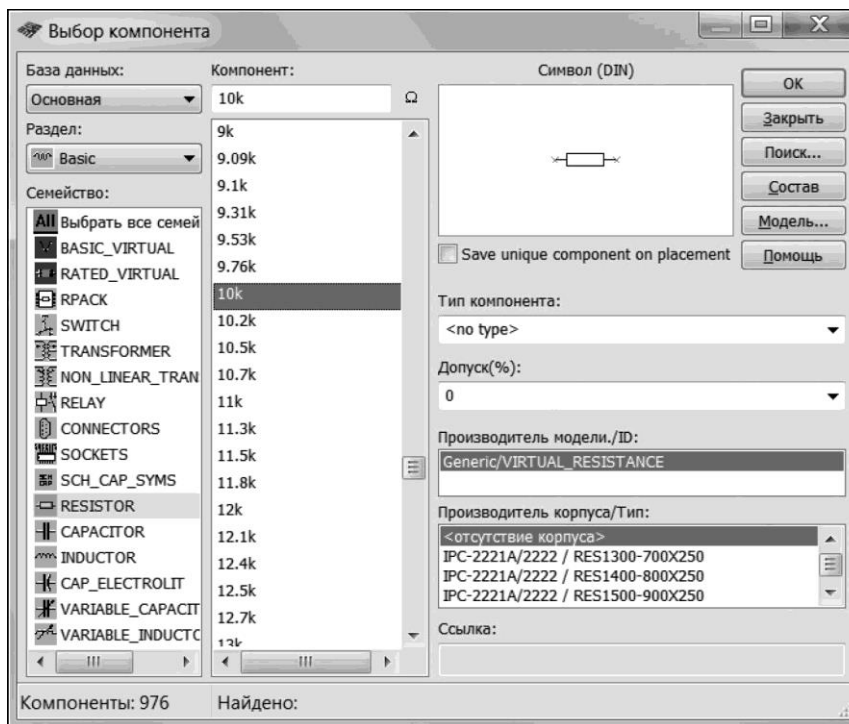 Выбор компонента
База данных:
Основная
Раздел:
Basic
Семейство:
All Выбрать все семей
BASIC_VIRTUAL
RATED_VIRTUAL
RPACK
SWITCH
TRANSFORMER
NON_LINEAR_TRAN
RELAY
CONNECTORS
SOCKETS
SCH_CAP_SYMS
RESISTOR
CAPACITOR
INDUCTOR
CAP_ELECTROLIT
VARIABLE_CAPACIT
VARIABLE_INDUCTC
Компонент:
10k Ω
9k
9.09k
9.1k
9.31k
9.53k
9.76k
10k
10.2k
10.5k
10.7k
11k
11.3k
11.5k
11.8k
12k
12.1k
12.4k
12.5k
12.7k
13k
Символ (DIN)
Save unique component on placement
Тип компонента:
<no type>
Допуск(%):
0
Производитель модели./ID:
Generic/VIRTUAL_RESISTANCE
Производитель корпуса/Тип:
<отсутствие корпуса>
IPC-2221A/2222 / RES1300-700X250
IPC-2221A/2222 / RES1400-800X250
IPC-2221A/2222 / RES1500-900X250
Ссылка:
OK
Закрыть
Поиск...
Состав
Модель...
Помощь
Компоненты: 976 Найдено: